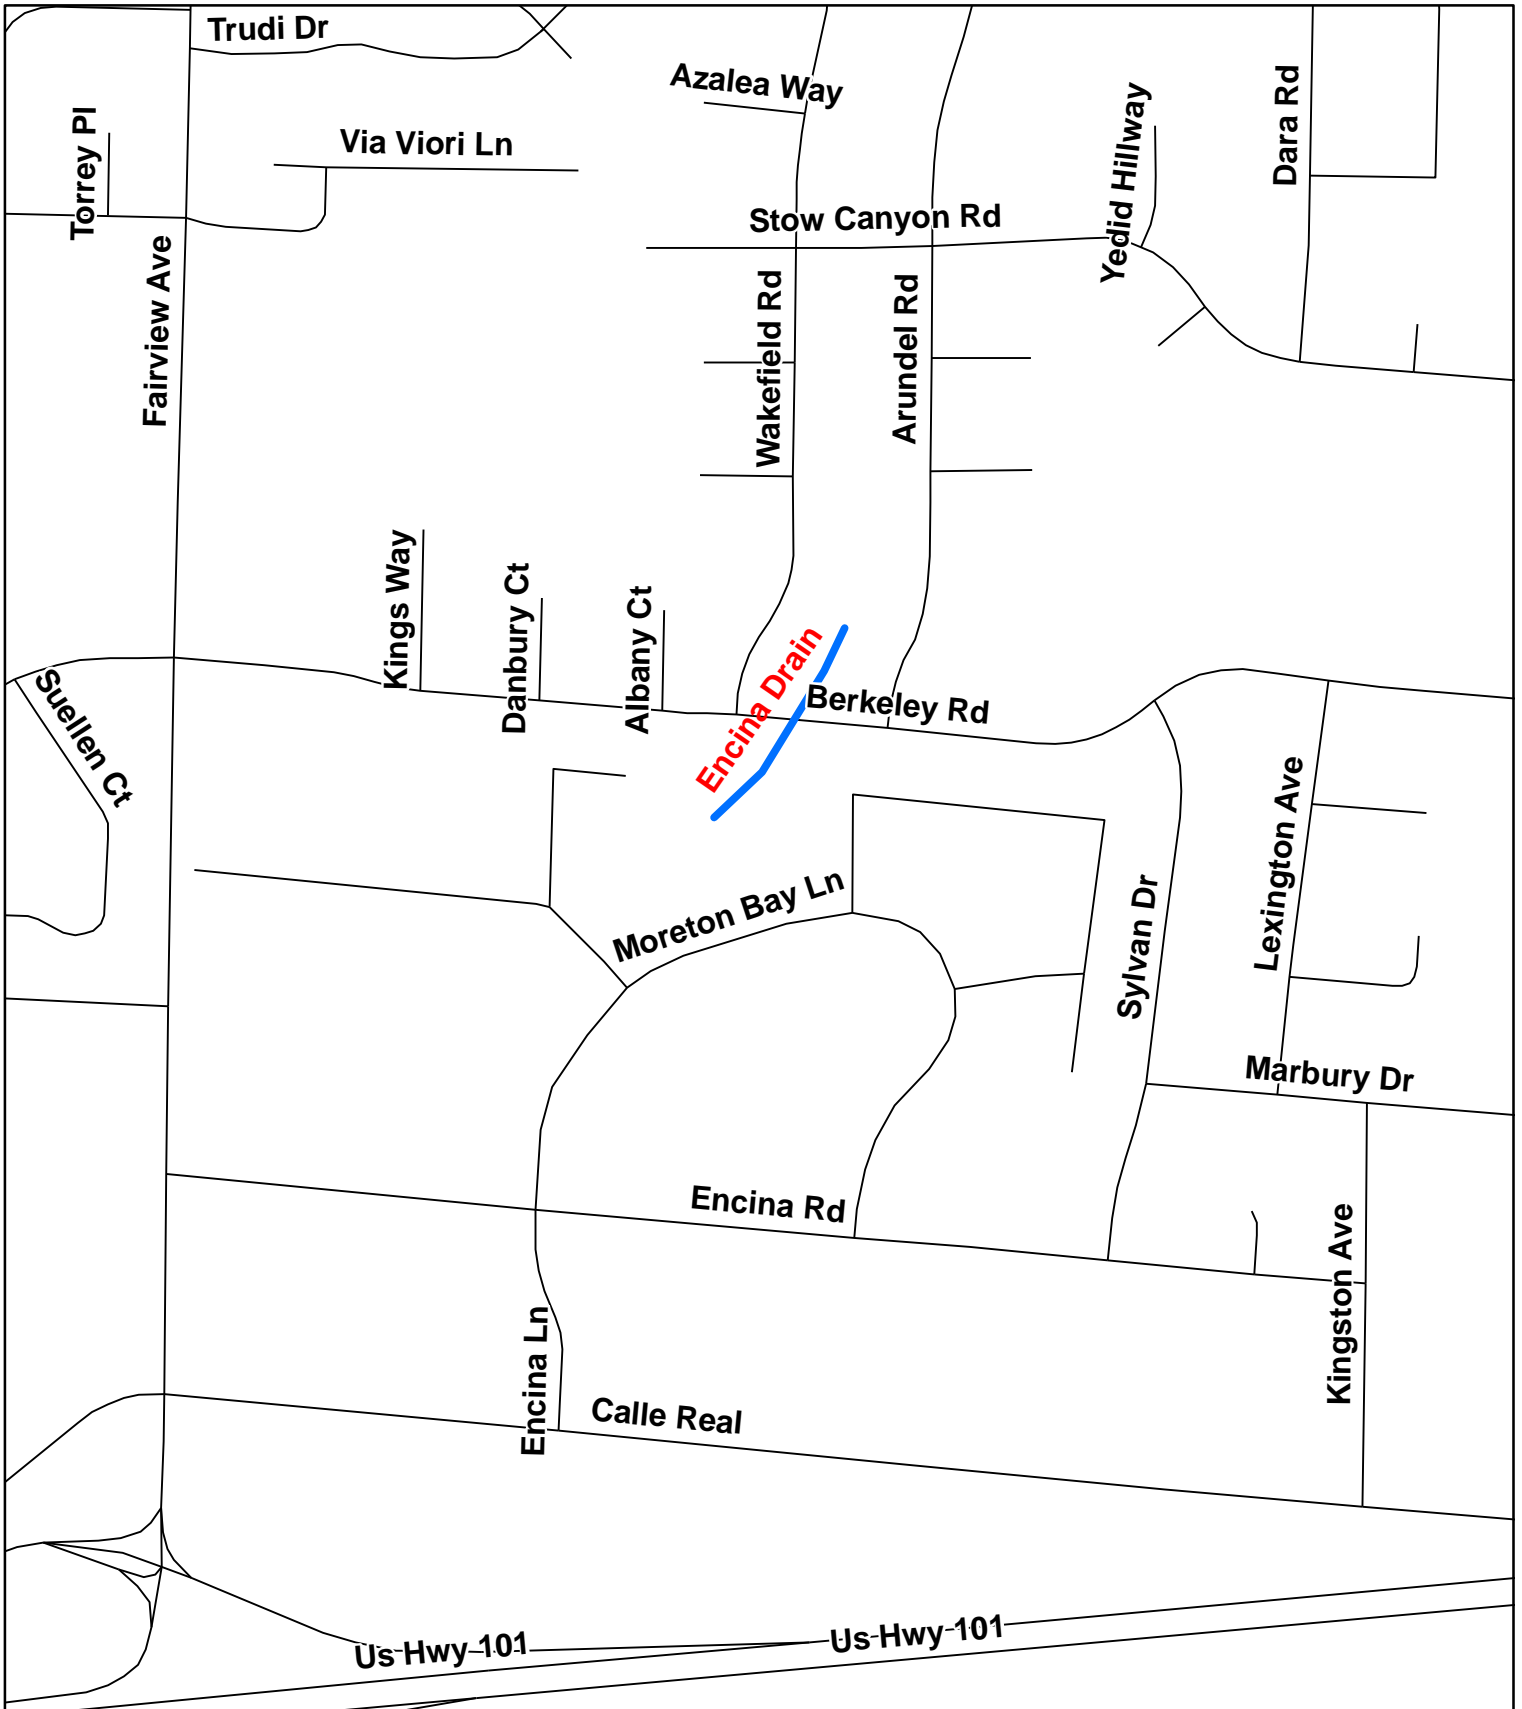 Trudi Dr
Azalea Way
Torrey Pl
Via Viori Ln
Yedid Hillway
Dara Rd
Stow Canyon Rd
Fairview Ave
Wakefield Rd
Arundel Rd
Kings Way
Danbury Ct
Albany Ct
Encina Drain
Berkeley Rd
Suellen Ct
Lexington Ave
Moreton Bay Ln
Sylvan Dr
Marbury Dr
Encina Rd
Kingston Ave
Encina Ln
Calle Real
Us Hwy 101
Us Hwy 101